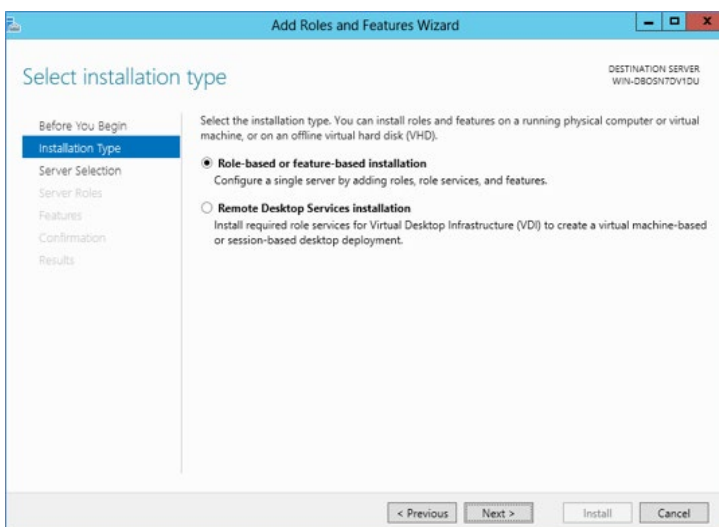 Add Roles and Features Wizard
Select installation type
DESTINATION SERVER
WIN-DBOSN7DV1DU
Before You Begin
Installation Type
Server Selection
Server Roles
Features
Confirmation
Results
Select the installation type. You can install roles and features on a running physical computer or virtual
machine, or on an offline virtual hard disk (VHD).
Role-based or feature-based installation
Configure a single server by adding roles, role services, and features.
Remote Desktop Services installation
Install required role services for Virtual Desktop Infrastructure (VDI) to create a virtual machine-based
or session-based desktop deployment.
< Previous
Next >
Install
Cancel